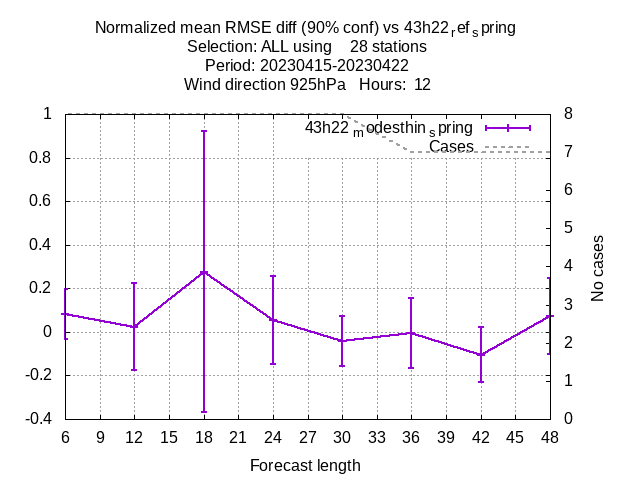 Normalized mean RMSE diff (90% conf) vs 43h22refspring
Selection: ALL using 28 stations
Period: 20230415-20230422
Wind direction 925hPa Hours: 12
43h22modesthinspring
Cases
1
0.8
0.6
0.4
0.2
0
-0.2
-0.4
8
7
6
5
4
3
2
1
0
No cases
6 9 12 15 18 21 24 27 30 33 36 39 42 45 48
Forecast length